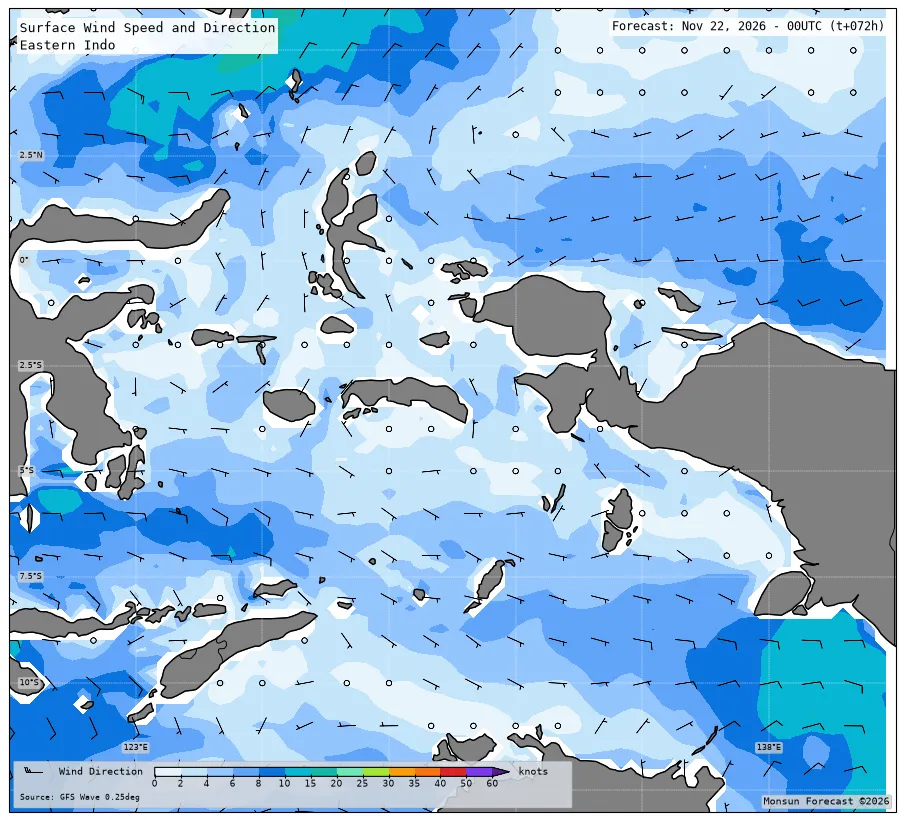 Surface Wind Speed and Direction
Eastern Indo
Forecast: Nov 22, 2026 - 00UTC (t+072h)
2.5°N
0°
2.5°S
5°S
7.5°S
10°S
123°E
138°E
Wind Direction
knots
0 2 4 6 8 10 15 20 25 30 35 40 50 60
Source: GFS Wave 0.25deg
Monsun Forecast ©2026